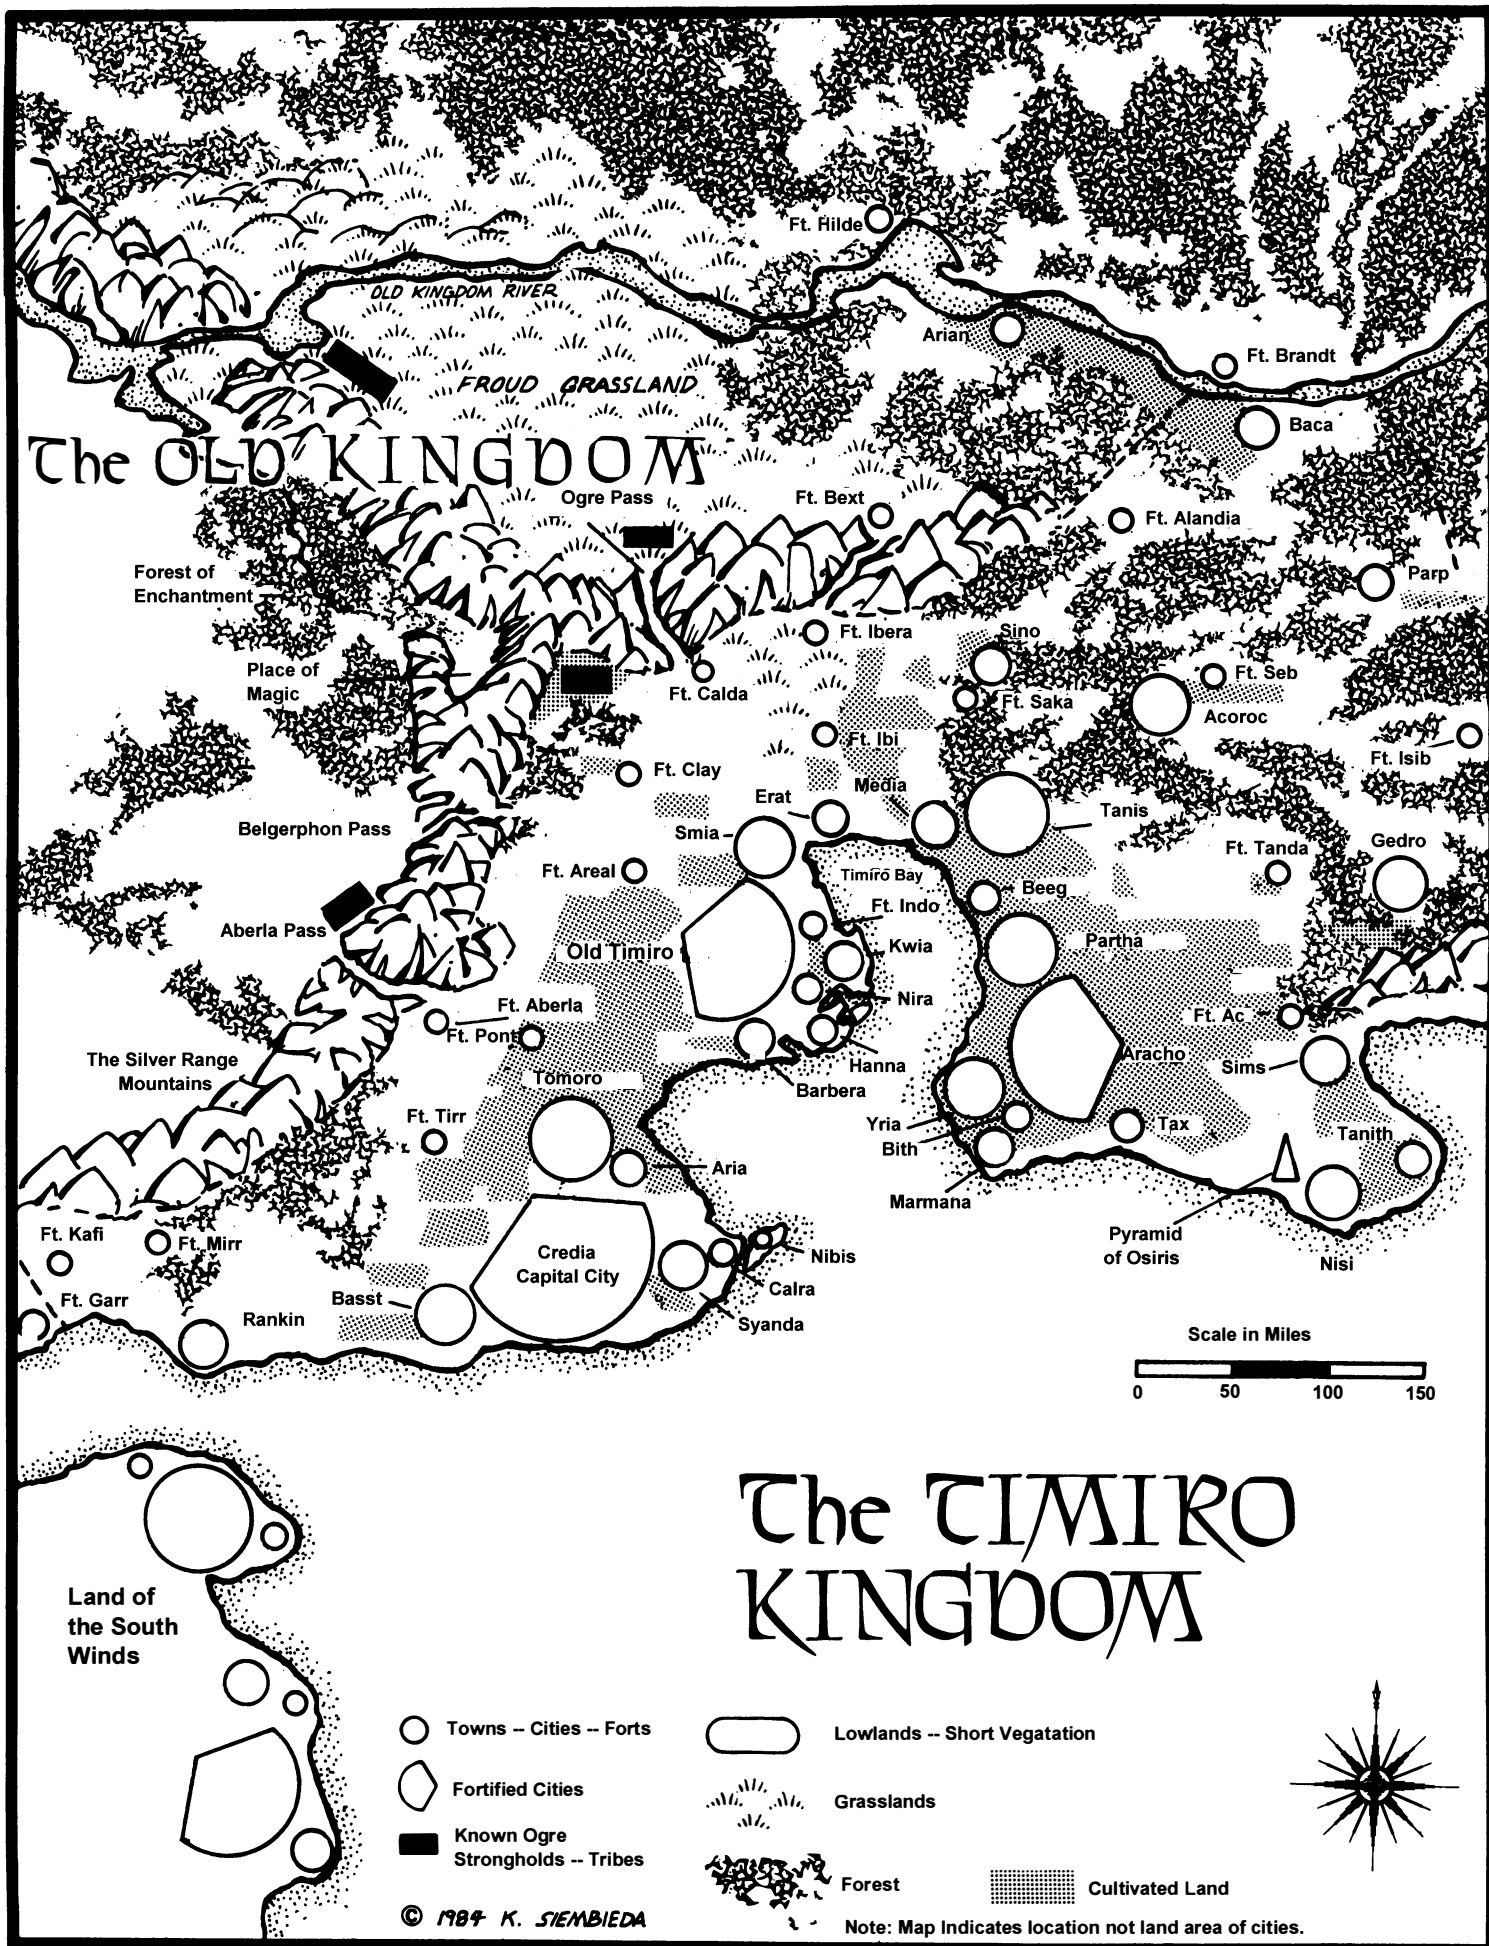 Ft. Hilde
OLD KINGDOM RIVER
Arian
Ft. Brandt
FROUD GRASSLAND
Baca
The OLD KINGDOM
Ogre Pass
Ft. Bext
Ft. Alandia
Forest of
Enchantment
Parp
Ft. Ibera
Sino
Place of
Magic
Ft. Calda
Ft. Saka
Ft. Seb
Acoroc
Ft. Ibi
Ft. Isib
Ft. Clay
Media
Erat
Tanis
Belgerphon Pass
Smia
Ft. Tanda
Gedro
Ft. Areal
Timiro Bay
Beeg
Ft. Indo
Aberla Pass
Old Timiro
Kwia
Partha
Ft. Aberla
Nira
Ft. Ac
Ft. Pont
The Silver Range
Mountains
Hanna
Aracho
Sims
Tomoro
Barbera
Ft. Tirr
Yria
Tax
Tanith
Bith
Aria
Marmana
Ft. Kafi
Ft. Mirr
Credia
Capital City
Nibis
Pyramid
of Osiris
Nisi
Calra
Ft. Garr
Basst
Rankin
Syanda
Scale in Miles
0 50 100 150
The TIMIRO
KINGDOM
Land of
the South
Winds
Towns -- Cities -- Forts
Lowlands -- Short Vegatation
Fortified Cities
Grasslands
Known Ogre
Strongholds -- Tribes
Forest
Cultivated Land
© 1984 K. SIEMBIEDA
Note: Map Indicates location not land area of cities.